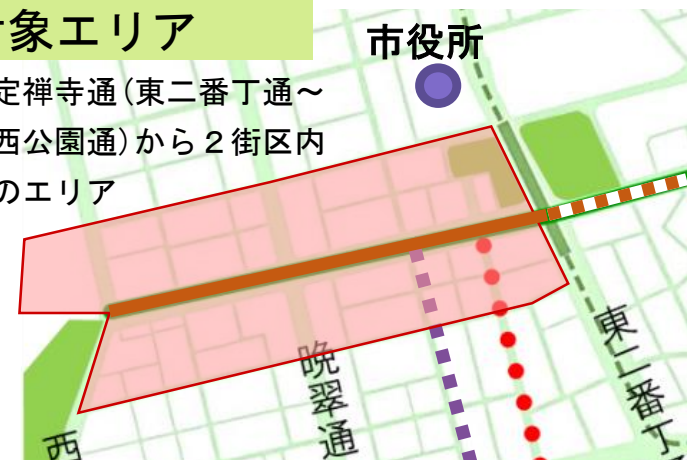 対象エリア
市役所
定禅寺通(東二番丁通~
西公園通)から2街区内
のエリア
晩翠通
東二番丁
西